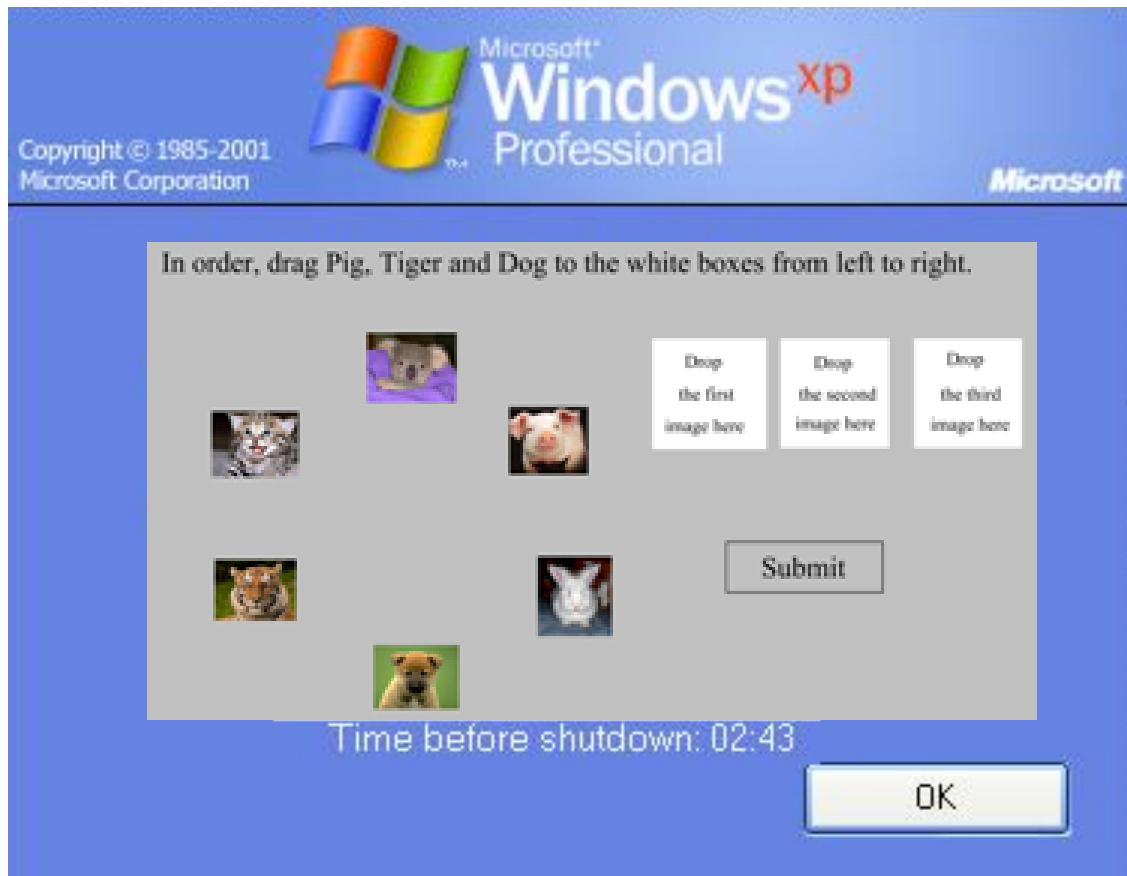 Microsoft®
Windows xp
Professional
TM
Copyright © 1985-2001
Microsoft Corporation
Microsoft
In order, drag Pig, Tiger and Dog to the white boxes from left to right.
Drop
the first
image here
Drop
the second
image here
Drop
the third
image here
Submit
Time before shutdown: 02:43
OK